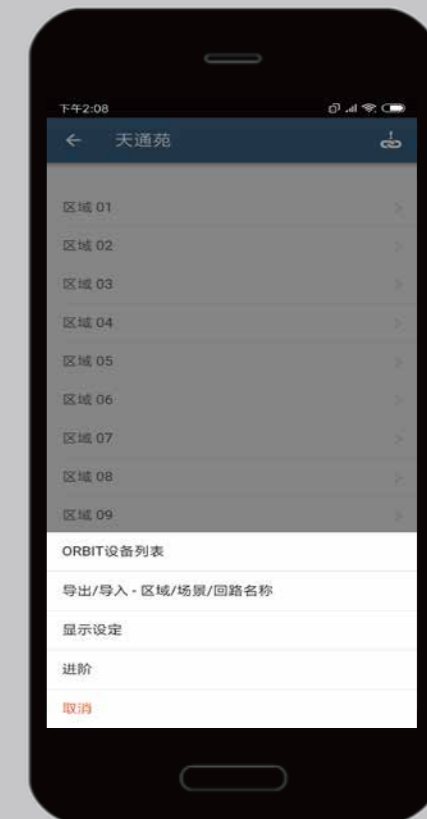 下午2:08
天通苑
区域 01
区域 02
区域 03
区域 04
区域 05
区域 06
区域 07
区域 08
区域 09
ORBIT设备列表
导出/导入 - 区域/场景/回路名称
显示设定
进阶
取消